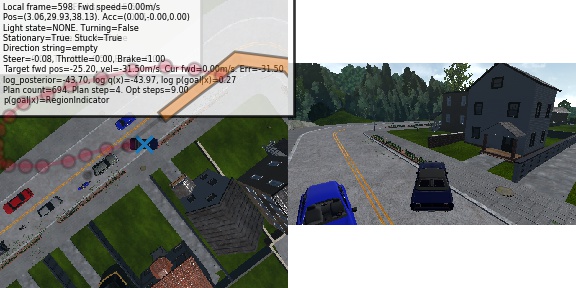 Local frame=598. Fwd speed=0.00m/s
Pos=(3.06,29.93,38.13). Acc=(0.00,-0.00,0.00)
Light state=NONE. Turning=False
Stationary=True. Stuck=True
Direction string=empty
Steer=-0.08, Throttle=0.00, Brake=1.00
Target fwd pos=-25.20, vel=-31.50m/s. Cur fwd=0.00m/s. Err=-31.50
log_posterior=-43.70, log q(x)=-43.97, log p(goal|x)=0.27
Plan count=694. Plan step=4. Opt steps=9.00
p(goal|x)=RegionIndicator